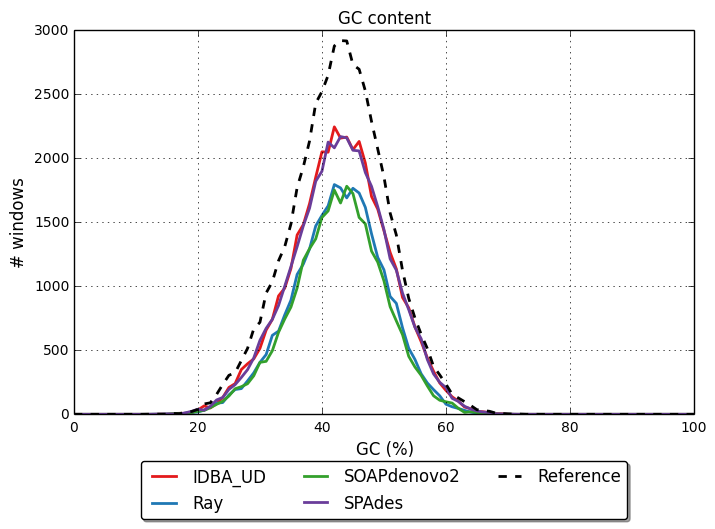 GC content
3000
2500
2000
1500
1000
500
0
# windows
0 20 40 60 80 100
GC (%)
IDBA_UD SOAPdenovo2 Reference
Ray SPAdes